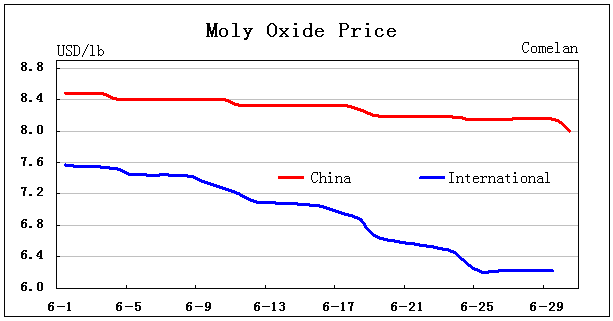 Moly Oxide Price
USD/lb
Comelan
8.8
8.4
8.0
7.6
7.2
6.8
6.4
6.0
China
International
6-1 6-5 6-9 6-13 6-17 6-21 6-25 6-29